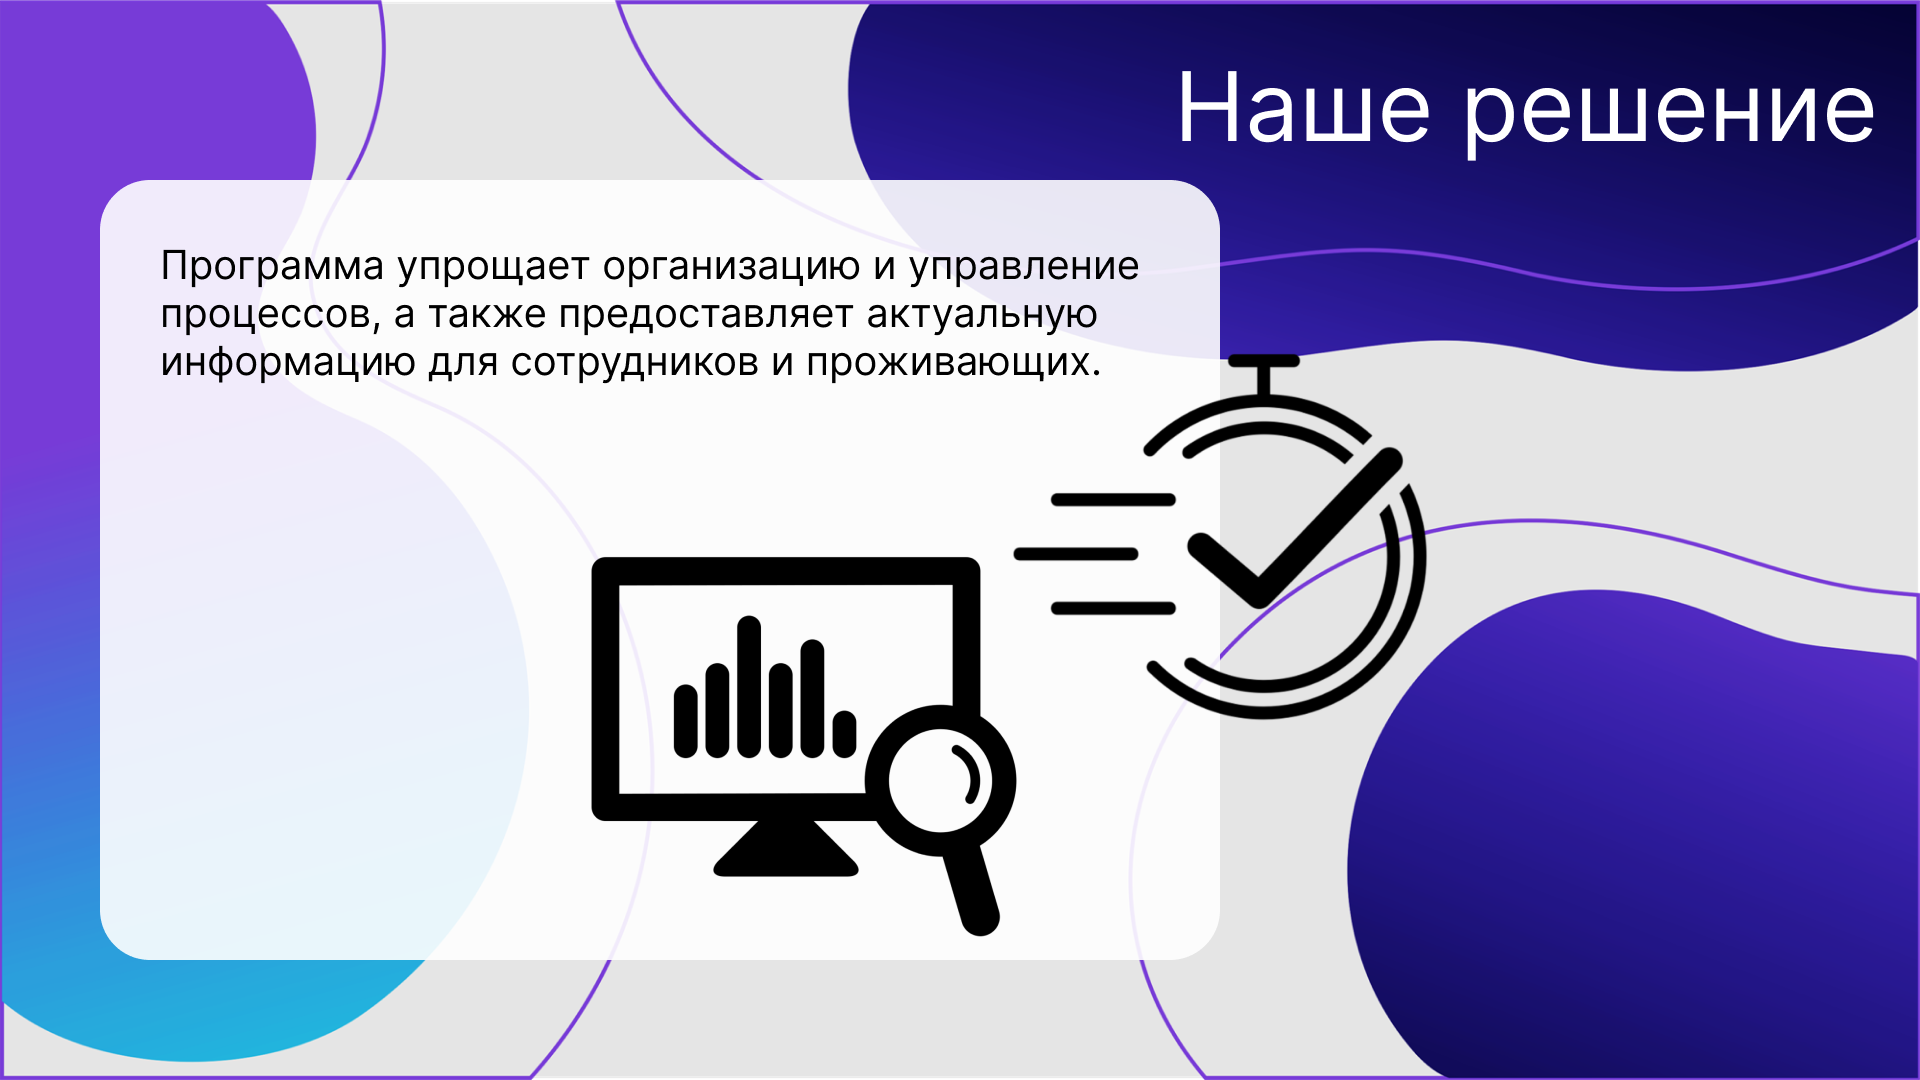 Наше решение
Программа упрощает организацию и управление
процессов, а также предоставляет актуальную
информацию для сотрудников и проживающих.